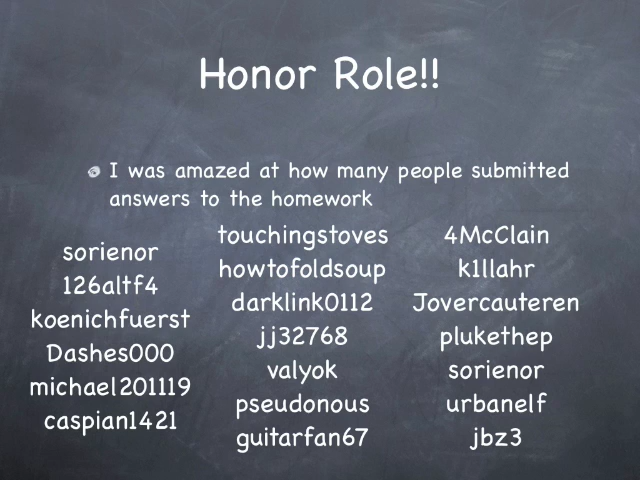 Honor Role!!
I was amazed at how many people submitted
answers to the homework
sorienor
126altf4
koenichfuerst
Dashes000
michael201119
caspian1421
touchingstoves
howtofoldsoup
darklink0112
jj32768
valyok
pseudonous
guitarfan67
4McClain
k1llahr
Jovercauteren
plukethep
sorienor
urbanelf
jbz3